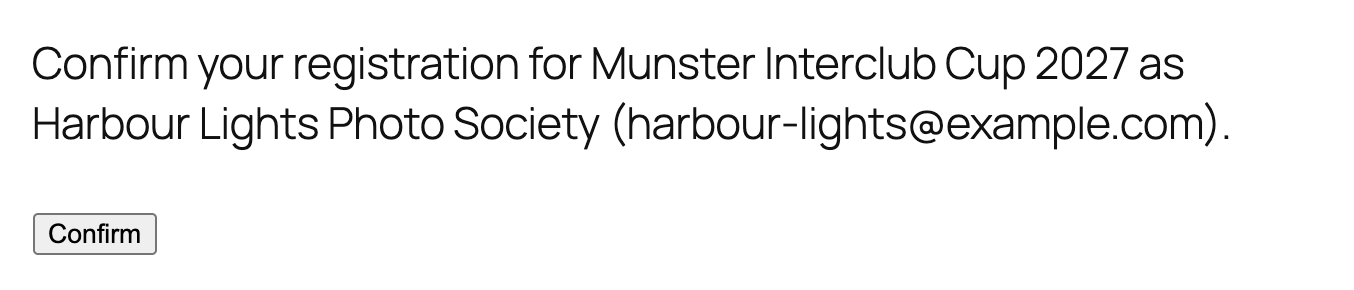 Confirm your registration for Munster Interclub Cup 2027 as
Harbour Lights Photo Society (harbour-lights@example.com).
Confirm